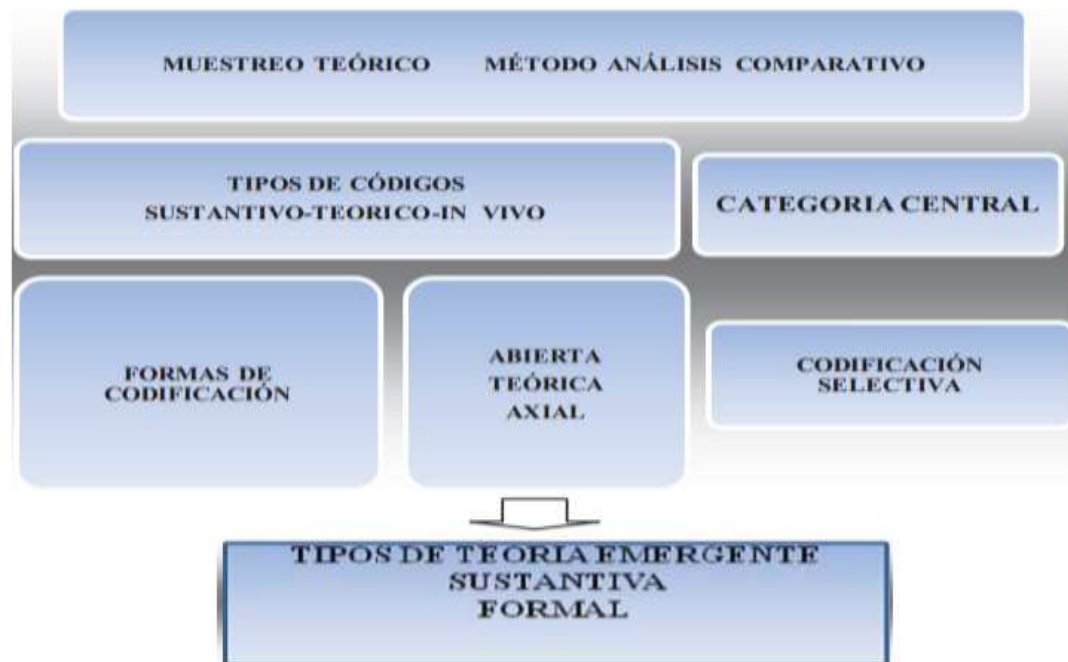 MUESTREO TEÓRICO MÉTODO ANÁLISIS COMPARATIVO
TIPOS DE CÓDIGOS
SUSTANTIVO-TEORICO-IN VIVO
CATEGORIA CENTRAL
FORMAS DE
CODIFICACIÓN
ABIERTA
TEÓRICA
AXIAL
CODIFICACIÓN
SELECTIVA
TIPOS DE TEORIA EMERGENTE
SUSTANTIVA
FORMAL